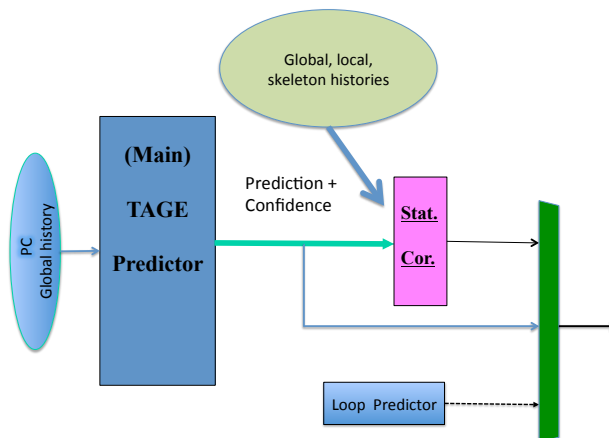 Global, local,
skeleton histories
(Main)
TAGE
Predictor
Prediction +
Confidence
Stat.
Cor.
PC
Global history
Loop Predictor